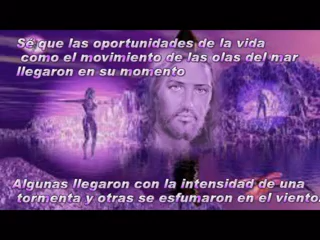 Sé que las oportunidades de la vida
como el movimiento de las olas del mar
llegaron en su momento
Algunas llegaron con la intensidad de una
tormenta y otras se esfumaron en el viento.